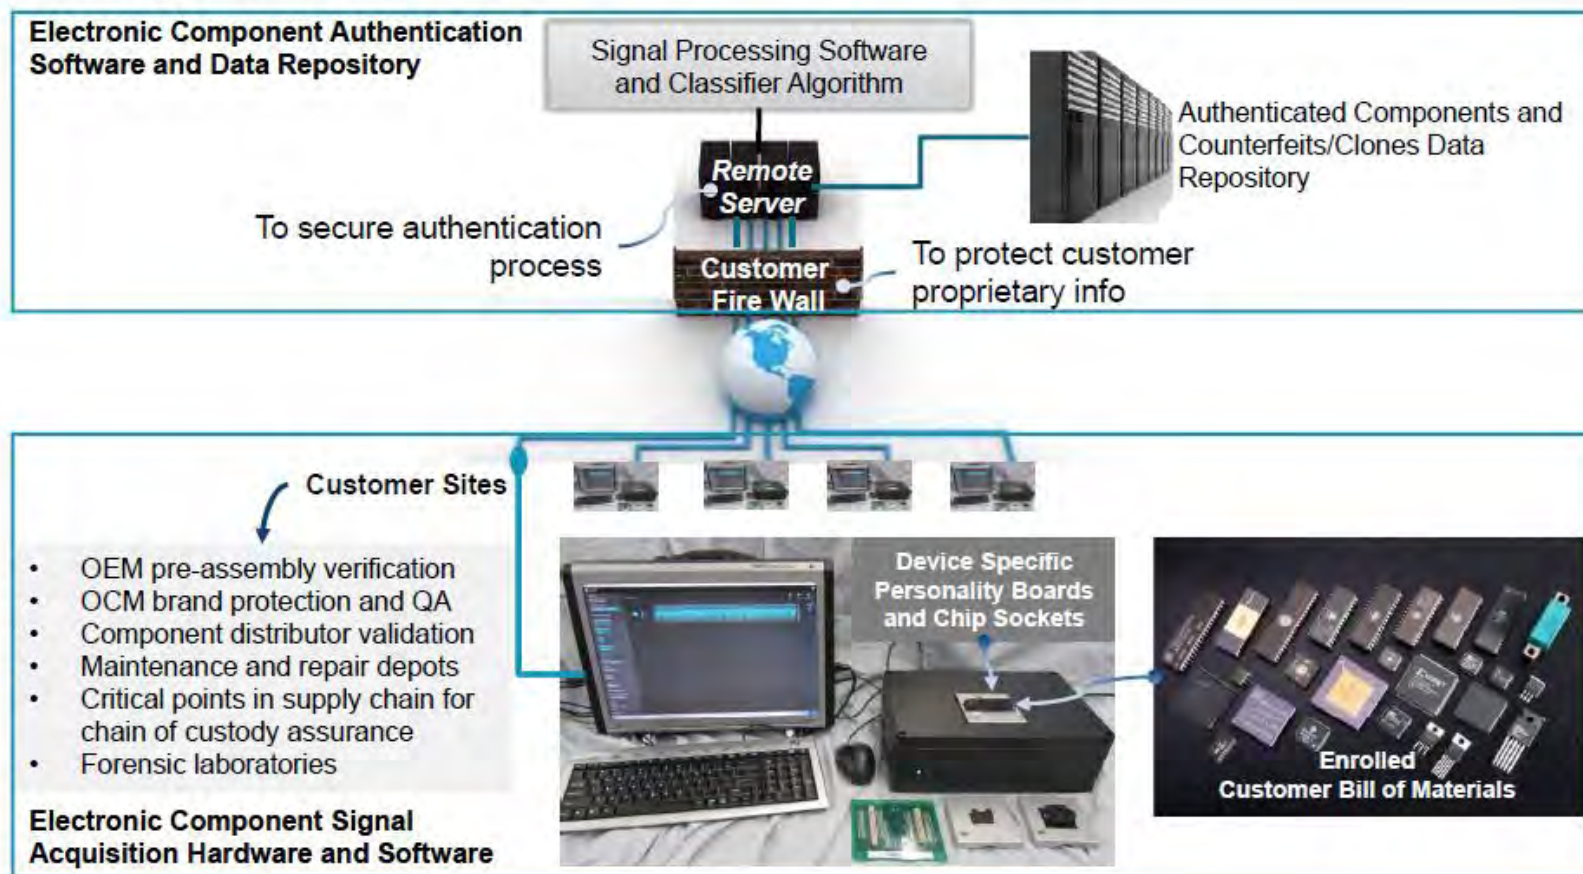 Electronic Component Authentication
Software and Data Repository
Signal Processing Software
and Classifier Algorithm
Authenticated Components and
Counterfeits/Clones Data
Repository
Remote
Server
To secure authentication
process
Customer
Fire Wall
To protect customer
proprietary info
Customer Sites
• OEM pre-assembly verification
• OCM brand protection and QA
• Component distributor validation
• Maintenance and repair depots
• Critical points in supply chain for
chain of custody assurance
• Forensic laboratories
Device Specific
Personality Boards
and Chip Sockets
Enrolled
Customer Bill of Materials
Electronic Component Signal
Acquisition Hardware and Software